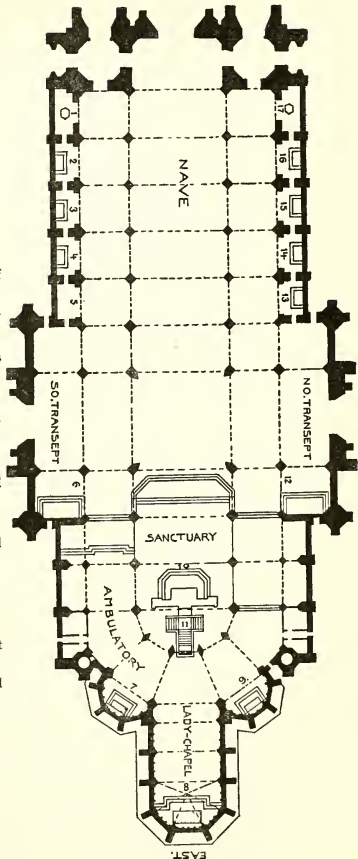 1
17
2
16
NAVE
3
15
4
14
5
13
SO. TRANSEPT
NO. TRANSEPT
6
12
SANCTUARY
10
11
AMBULATORY
7
9
LADY-CHAPEL
8
EAST.